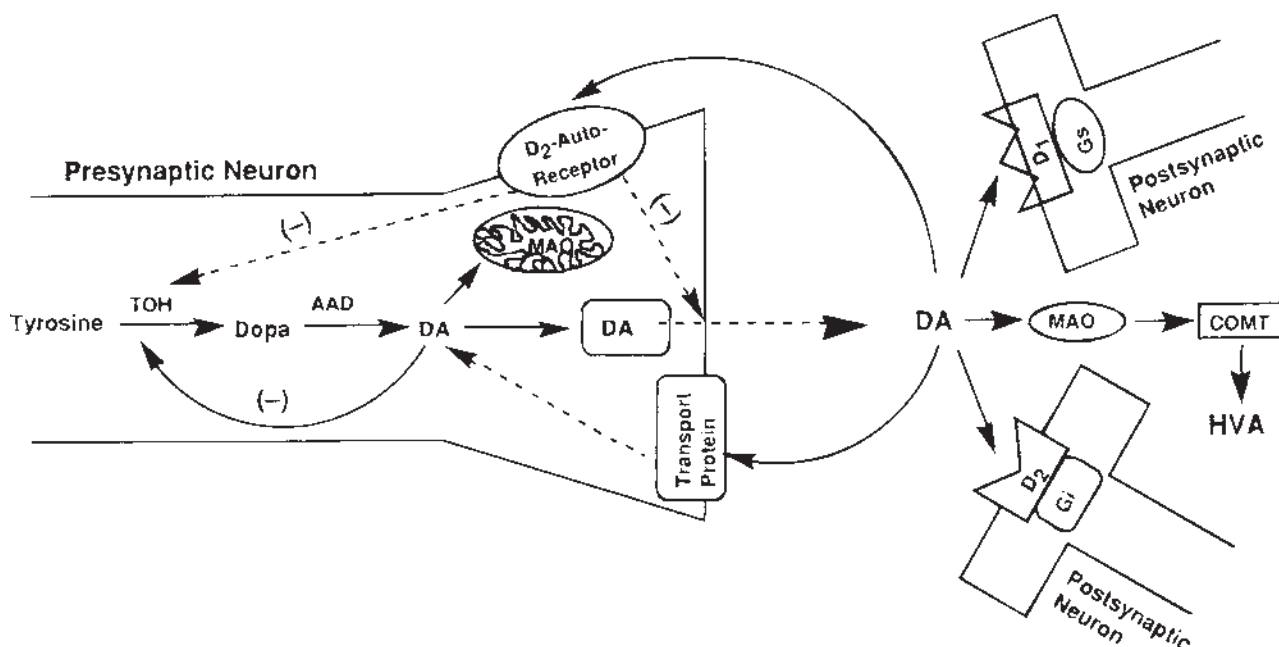 Presynaptic Neuron
D2-Auto-
Receptor
(-)
(-)
MAO
Tyrosine
TOH
Dopa
AAD
DA
DA
(-)
Transport
Protein
DA
D1
Gs
Postsynaptic
Neuron
MAO
COMT
HVA
D2
Gi
Postsynaptic
Neuron